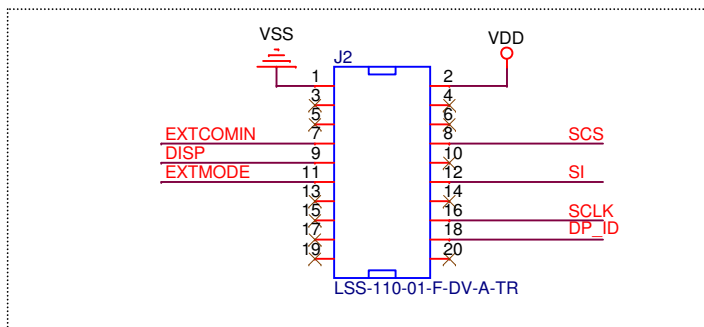 VSS
VDD
J2
1 2
3 4
5 6
EXTCOMIN 7 8 SCS
DISP 9 10
EXTMODE 11 12 SI
13 14
15 16 SCLK
17 18 DP_ID
19 20
LSS-110-01-F-DV-A-TR